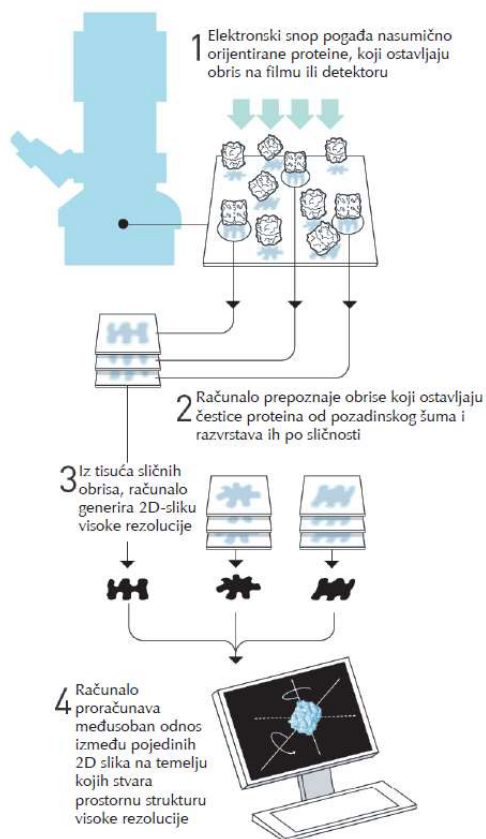 1 Elektronski snop pogađa nasumično
orijentirane proteine, koji ostavljaju
obris na filmu ili detektoru
2 Računalo prepoznaje obrise koji ostavljaju
čestice proteina od pozadinskog šuma i
razvrstava ih po sličnosti
3 Iz tisuća sličnih
obrisa, računalo
generira 2D-sliku
visoke rezolucije
4 Računalo
proračunava
međusoban odnos
između pojedinih
2D slika na temelju
kojih stvara
prostornu strukturu
visoke rezolucije